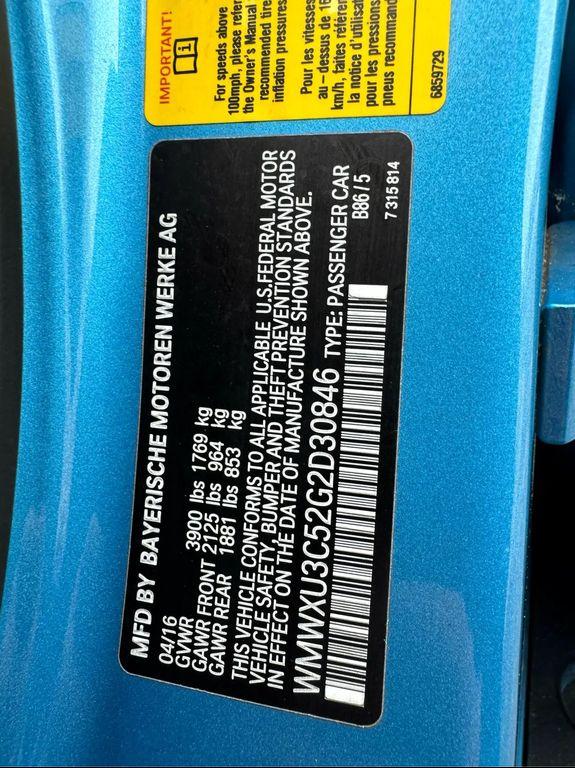 IMPORTANT!
For speeds above
100mph, please refer
the Owner's Manual
recommended tire
inflation pressures
Pour les vitesses
au-dessus de 16
km/h, faites référer
la notice d'utilisat
pour les pressions
pneus recommand
6859729
MFD BY BAYERISCHE MOTOREN WERKE AG
04/16
GVWR 3900 lbs 1769 kg
GAWR FRONT 2125 lbs 964 kg
GAWR REAR 1881 lbs 853 kg
THIS VEHICLE CONFORMS TO ALL APPLICABLE U.S.FEDERAL MOTOR
VEHICLE SAFETY, BUMPER AND THEFT PREVENTION STANDARDS
IN EFFECT ON THE DATE OF MANUFACTURE SHOWN ABOVE.
WMWXU3C52G2D30846 TYPE: PASSENGER CAR
B86 / 5
7 315 814